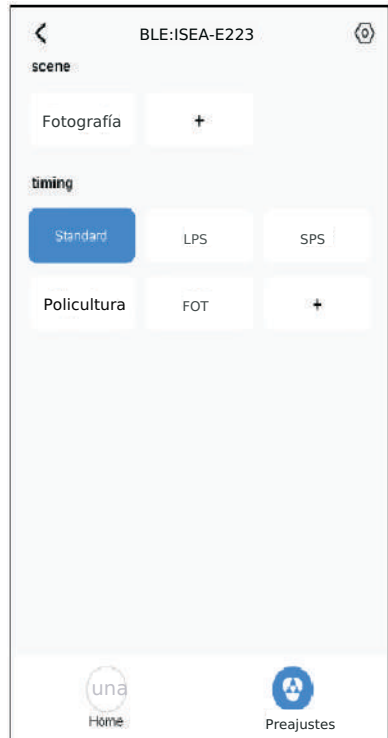 BLE:ISEA-E223
scene
Fotografía +
timing
Standard LPS SPS
Policultura FOT +
una
Home Preajustes